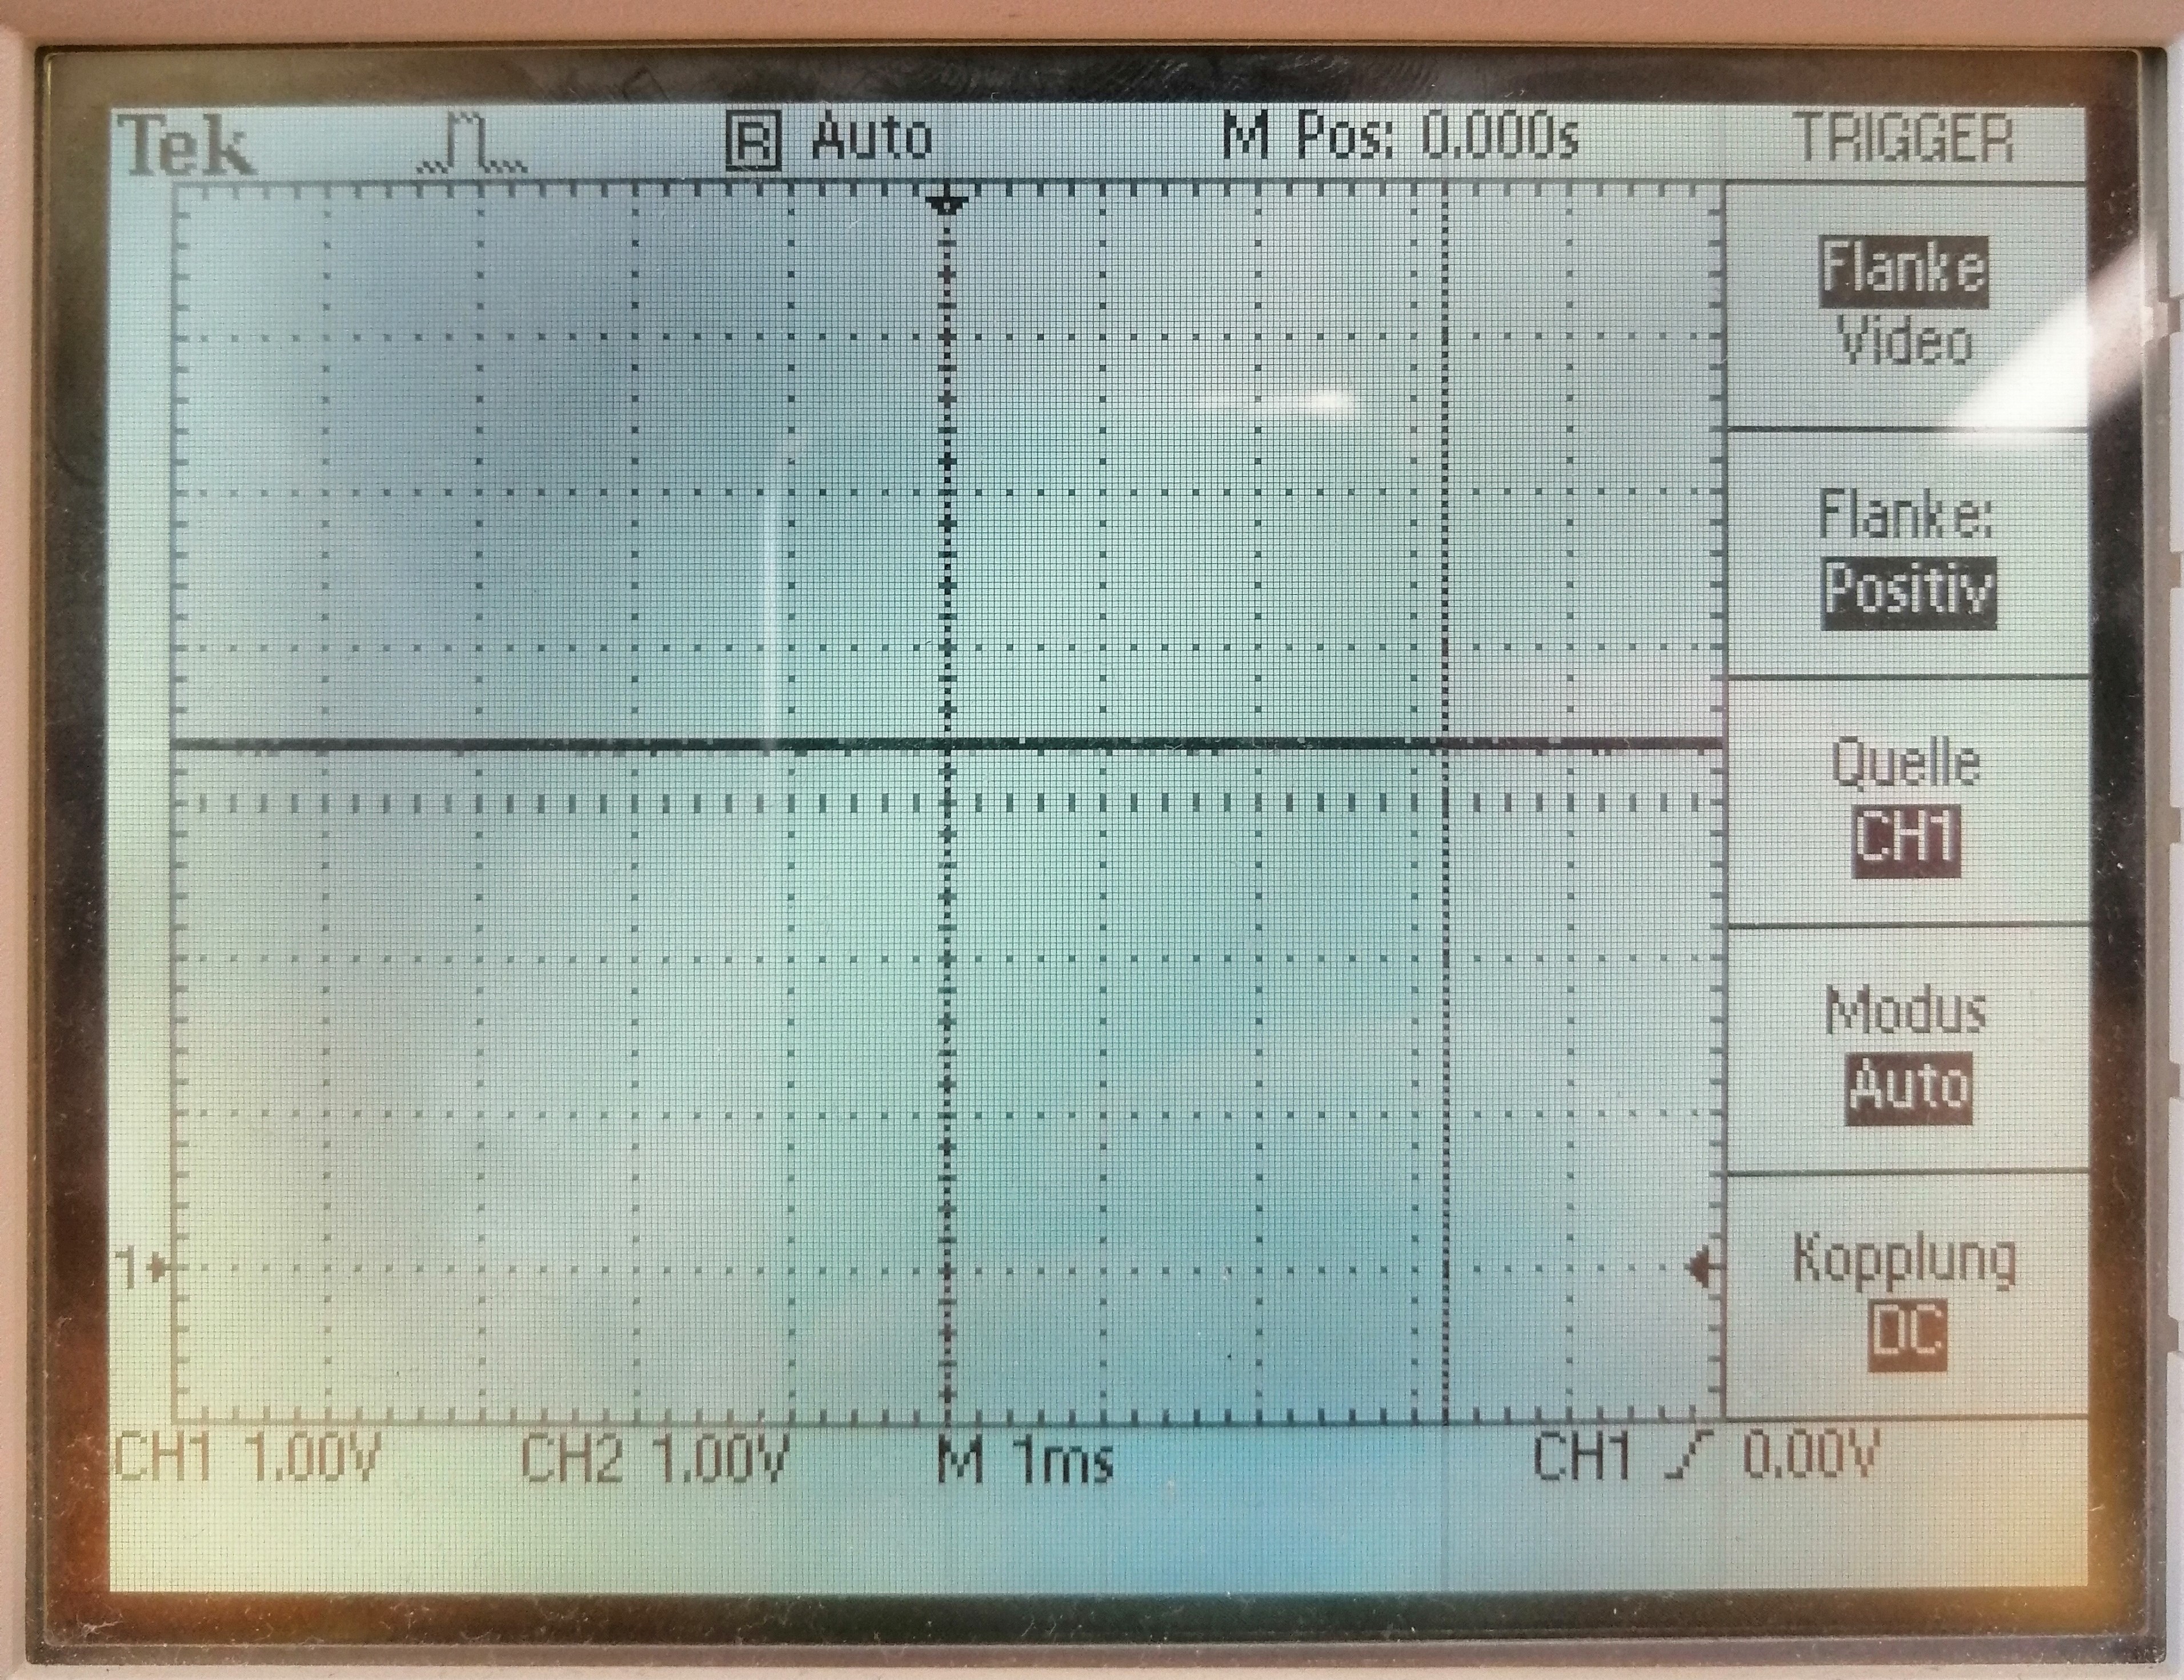 Tek R Auto M Pos: 0.000s TRIGGER
Flanke
Video
Flanke:
Positiv
Quelle
CH1
Modus
Auto
1
Kopplung
DC
CH1 1.00V CH2 1.00V M 1ms CH1 0.00V